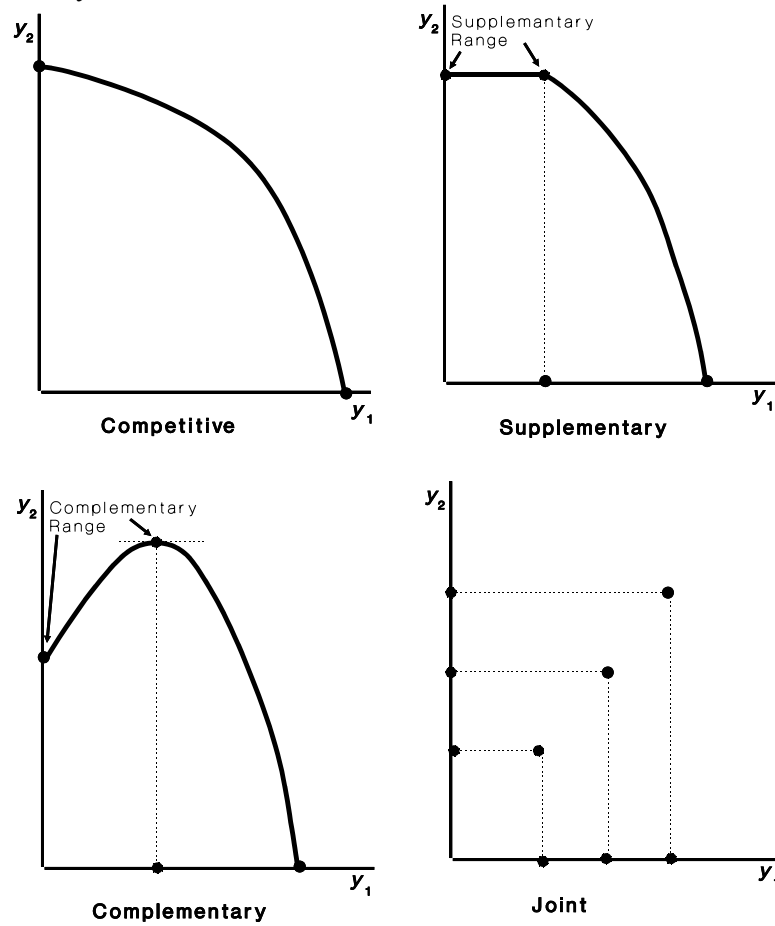 y₂
y₁
Competitive
y₂
Supplemantary
Range
y₁
Supplementary
y₂
Complementary
Range
y₁
Complementary
y₂
y
Joint